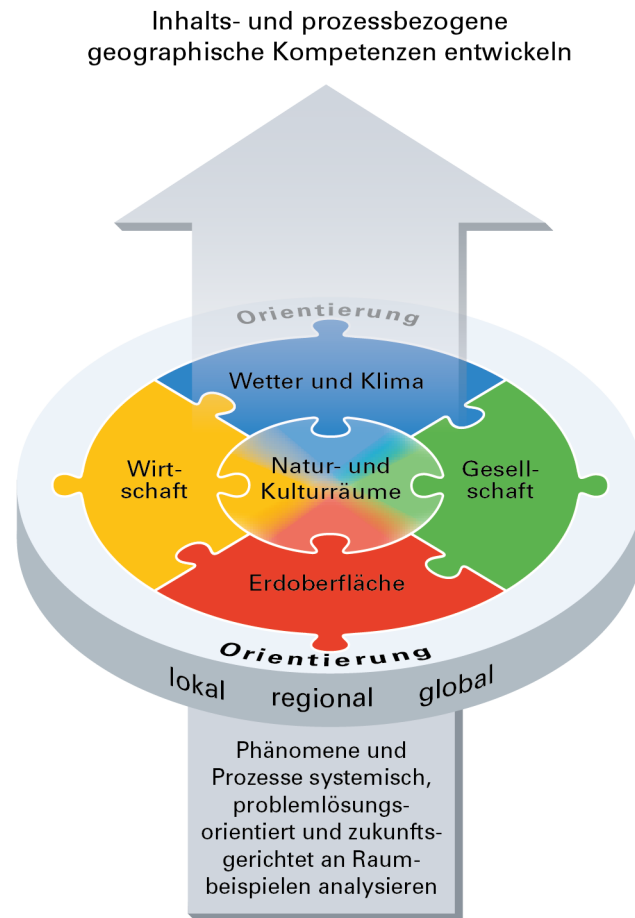 Inhalts- und prozessbezogene
geographische Kompetenzen entwickeln
Orientierung
Wetter und Klima
Wirt-
schaft
Natur- und
Kulturräume
Gesell-
schaft
Erdoberfläche
Orientierung
lokal regional global
Phänomene und
Prozesse systemisch,
problemlösungs-
orientiert und zukunfts-
gerichtet an Raum-
beispielen analysieren